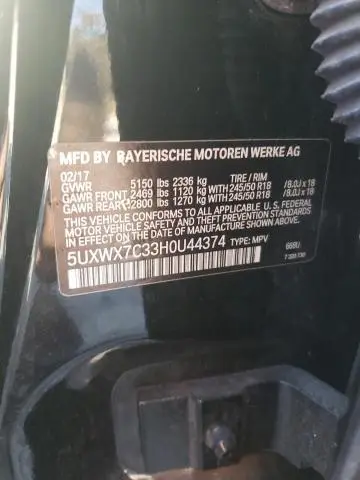 MFD BY BAYERISCHE MOTOREN WERKE AG
02/17 TIRE / RIM
GVWR 5150 lbs 2336 kg
GAWR FRONT 2469 lbs 1120 kg WITH 245/50 R18 / 8.0J x 18
GAWR REAR 2800 lbs 1270 kg WITH 245/50 R18 / 8.0J x 18
THIS VEHICLE CONFORMS TO ALL APPLICABLE U.S. FEDERAL
MOTOR VEHICLE SAFETY AND THEFT PREVENTION
STANDARDS IN EFFECT ON THE DATE OF
MANUFACTURE SHOWN ABOVE.
5UXWX7C33H0U44374 TYPE: MPV